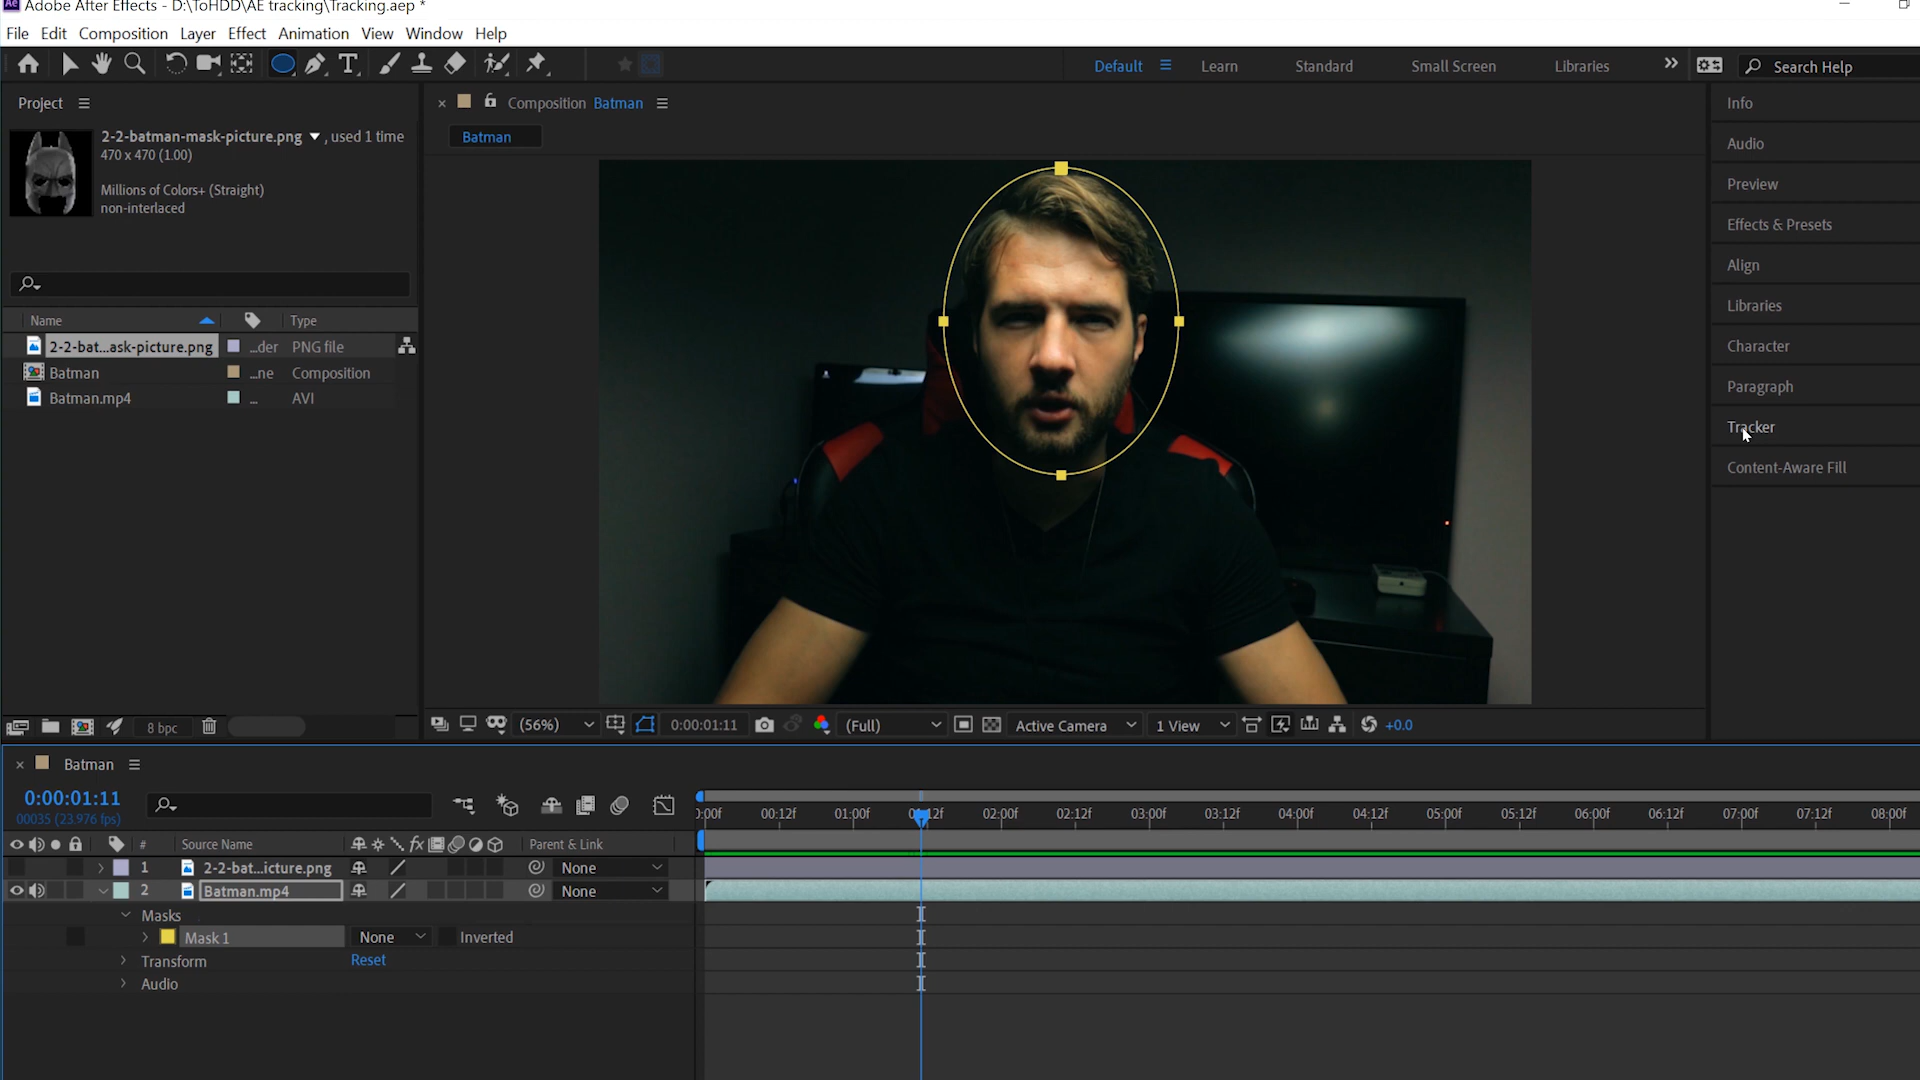 Adobe After Effects - D:\ToHDD\AE tracking\Tracking.aep *
File Edit Composition Layer Effect Animation View Window Help
Default Learn Standard Small Screen Libraries Search Help
Project
Composition Batman
Info
2-2-batman-mask-picture.png , used 1 time
470 x 470 (1.00)
Batman
Audio
Millions of Colors+ (Straight)
non-interlaced
Preview
Effects & Presets
Align
Libraries
Name Type
2-2-bat...ask-picture.png ...der PNG file
Character
Batman ...ne Composition
Paragraph
Batman.mp4 ... AVI
Tracker
Content-Aware Fill
8 bpc
(56%) 0:00:01:11 (Full) Active Camera 1 View +0.0
Batman
0:00:01:11
00035 (23.976 fps)
0:00f 00:12f 01:00f 01:12f 02:00f 02:12f 03:00f 03:12f 04:00f 04:12f 05:00f 05:12f 06:00f 06:12f 07:00f 07:12f 08:00f
# Source Name fx Parent & Link
1 2-2-bat...icture.png None
2 Batman.mp4 None
Masks
Mask 1 None Inverted
Transform Reset
Audio